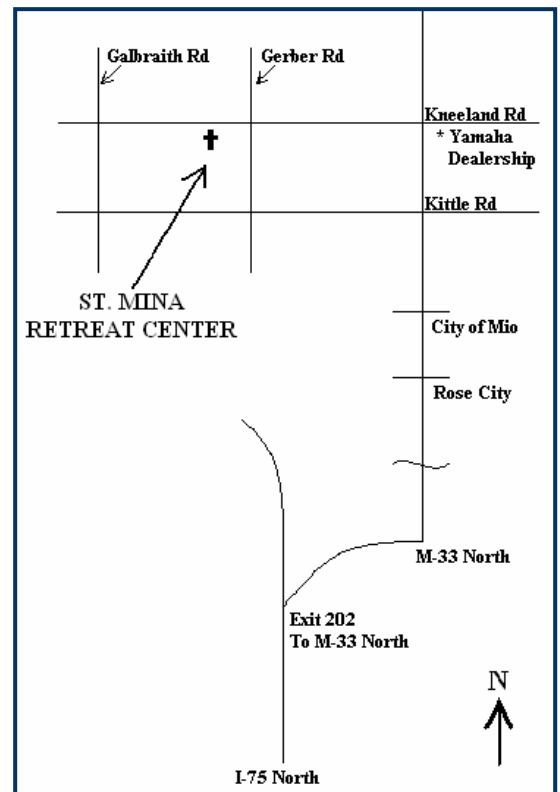 Galbraith Rd
Gerber Rd
Kneeland Rd
* Yamaha
Dealership
Kittle Rd
ST. MINA
RETREAT CENTER
City of Mio
Rose City
M-33 North
Exit 202
To M-33 North
N
I-75 North